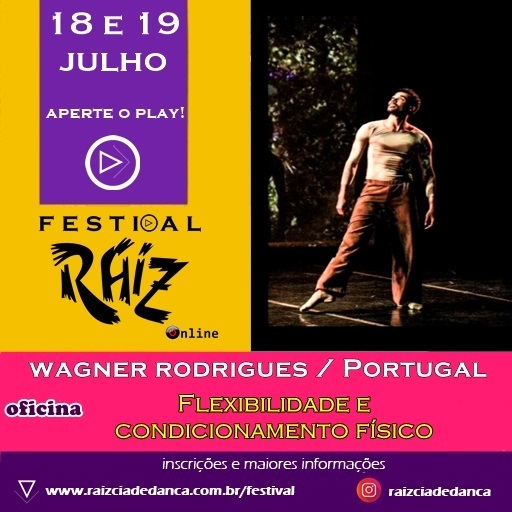 18 E 19
JULHO
APERTE O PLAY!
FESTIVAL
RAIZ
Online
WAGNER RODRIGUES / PORTUGAL
oficina
FLEXIBILIDADE E
CONDICIONAMENTO FÍSICO
inscrições e maiores informações
www.raizciadedanca.com.br/festival
raizciadedanca